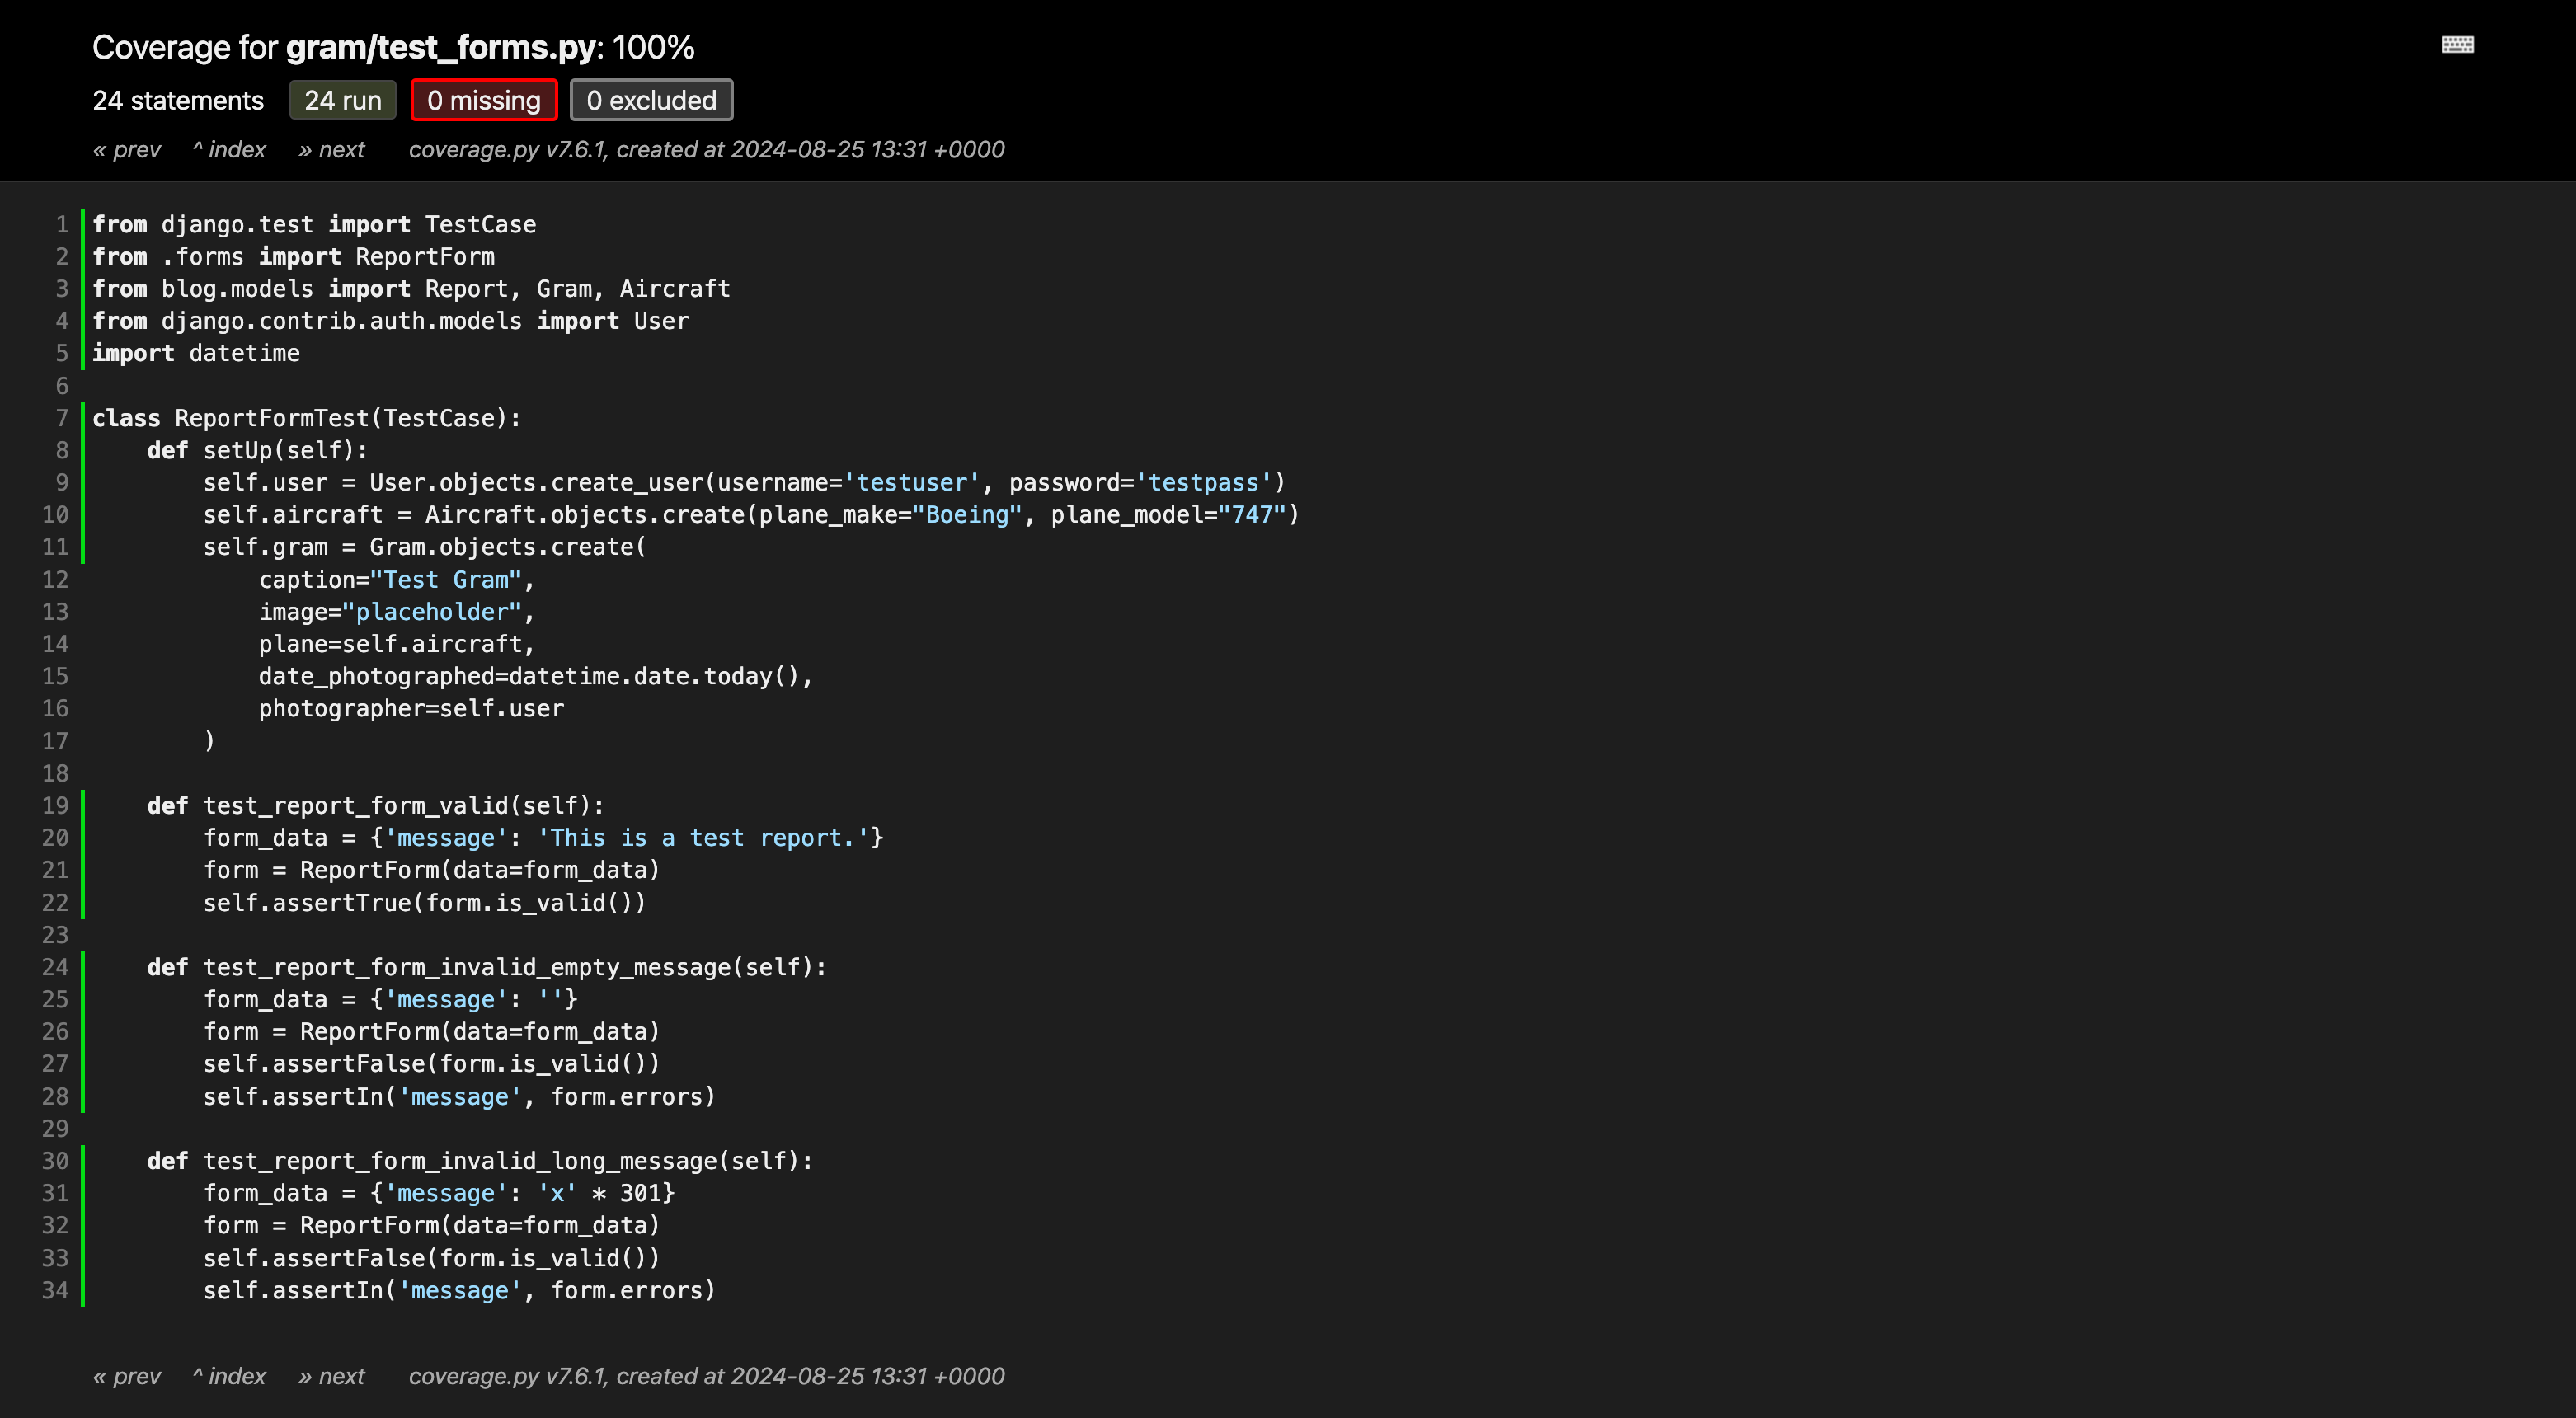 Coverage for gram/test_forms.py: 100%
24 statements 24 run 0 missing 0 excluded
« prev ^ index » next coverage.py v7.6.1, created at 2024-08-25 13:31 +0000
1 from django.test import TestCase
2 from .forms import ReportForm
3 from blog.models import Report, Gram, Aircraft
4 from django.contrib.auth.models import User
5 import datetime
6
7 class ReportFormTest(TestCase):
8     def setUp(self):
9         self.user = User.objects.create_user(username='testuser', password='testpass')
10         self.aircraft = Aircraft.objects.create(plane_make="Boeing", plane_model="747")
11         self.gram = Gram.objects.create(
12             caption="Test Gram",
13             image="placeholder",
14             plane=self.aircraft,
15             date_photographed=datetime.date.today(),
16             photographer=self.user
17         )
18
19     def test_report_form_valid(self):
20         form_data = {'message': 'This is a test report.'}
21         form = ReportForm(data=form_data)
22         self.assertTrue(form.is_valid())
23
24     def test_report_form_invalid_empty_message(self):
25         form_data = {'message': ''}
26         form = ReportForm(data=form_data)
27         self.assertFalse(form.is_valid())
28         self.assertIn('message', form.errors)
29
30     def test_report_form_invalid_long_message(self):
31         form_data = {'message': 'x' * 301}
32         form = ReportForm(data=form_data)
33         self.assertFalse(form.is_valid())
34         self.assertIn('message', form.errors)
« prev ^ index » next coverage.py v7.6.1, created at 2024-08-25 13:31 +0000